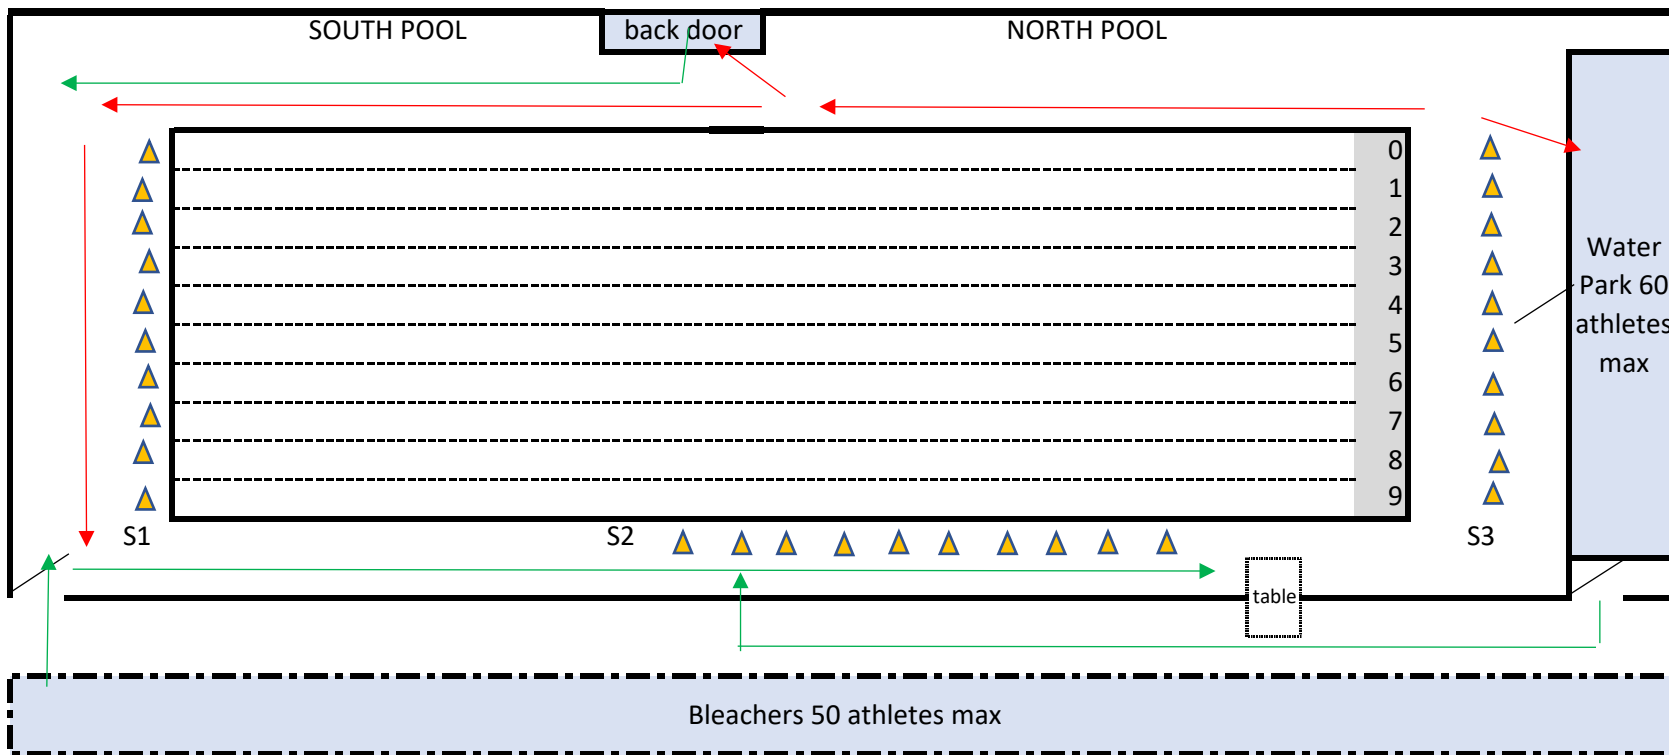 SOUTH POOL
back door
NORTH POOL
0
1
2
3
4
5
6
7
8
9
Water
Park 60
athletes
max
S1
S2
S3
table
Bleachers 50 athletes max